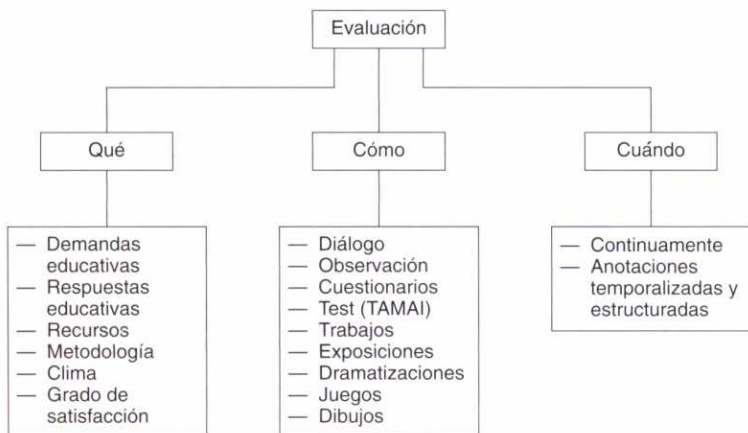 Evaluación
Qué
Cómo
Cuándo
— Demandas
educativas
— Respuestas
educativas
— Recursos
— Metodología
— Clima
— Grado de
satisfacción
— Diálogo
— Observación
— Cuestionarios
— Test (TAMAI)
— Trabajos
— Exposiciones
— Dramatizaciones
— Juegos
— Dibujos
— Continuamente
— Anotaciones
temporalizadas y
estructuradas